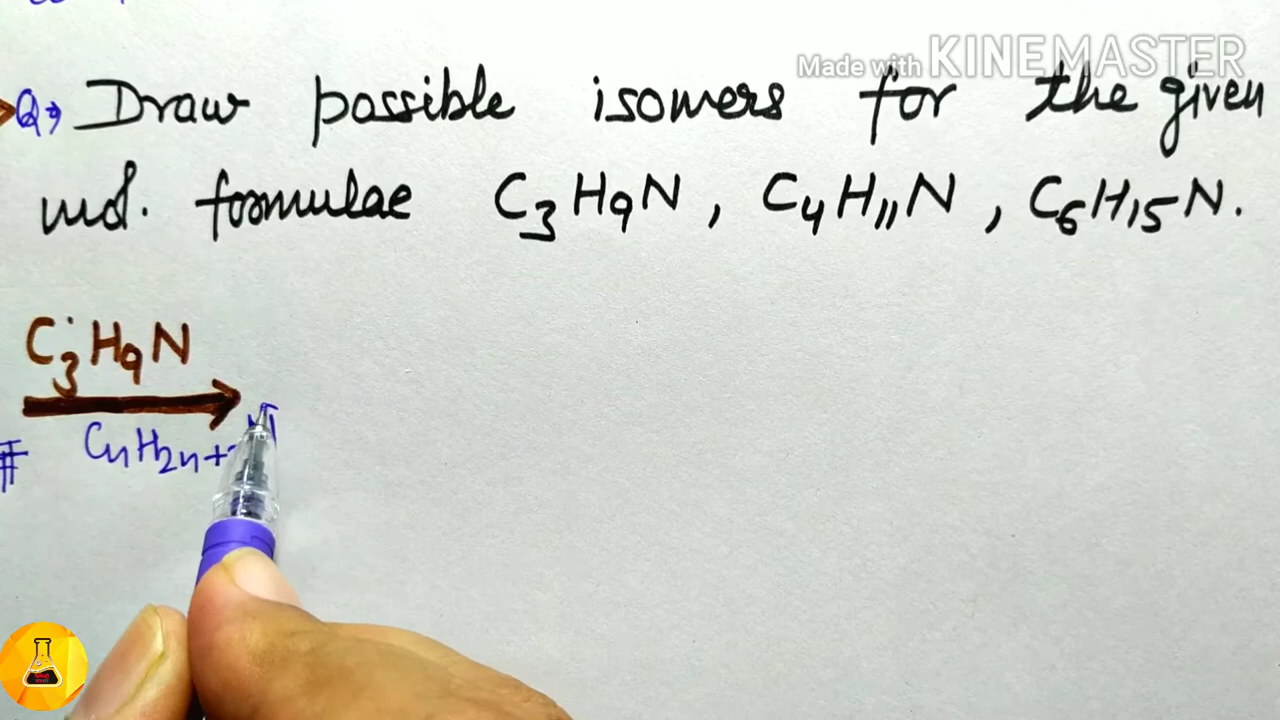 Made with KINEMASTER
Q→ Draw possible isomers for the given
mol. formulae C₃H₉N, C₄H₁₁N, C₆H₁₅N.
C₃H₉N
CₙH₂ₙ₊